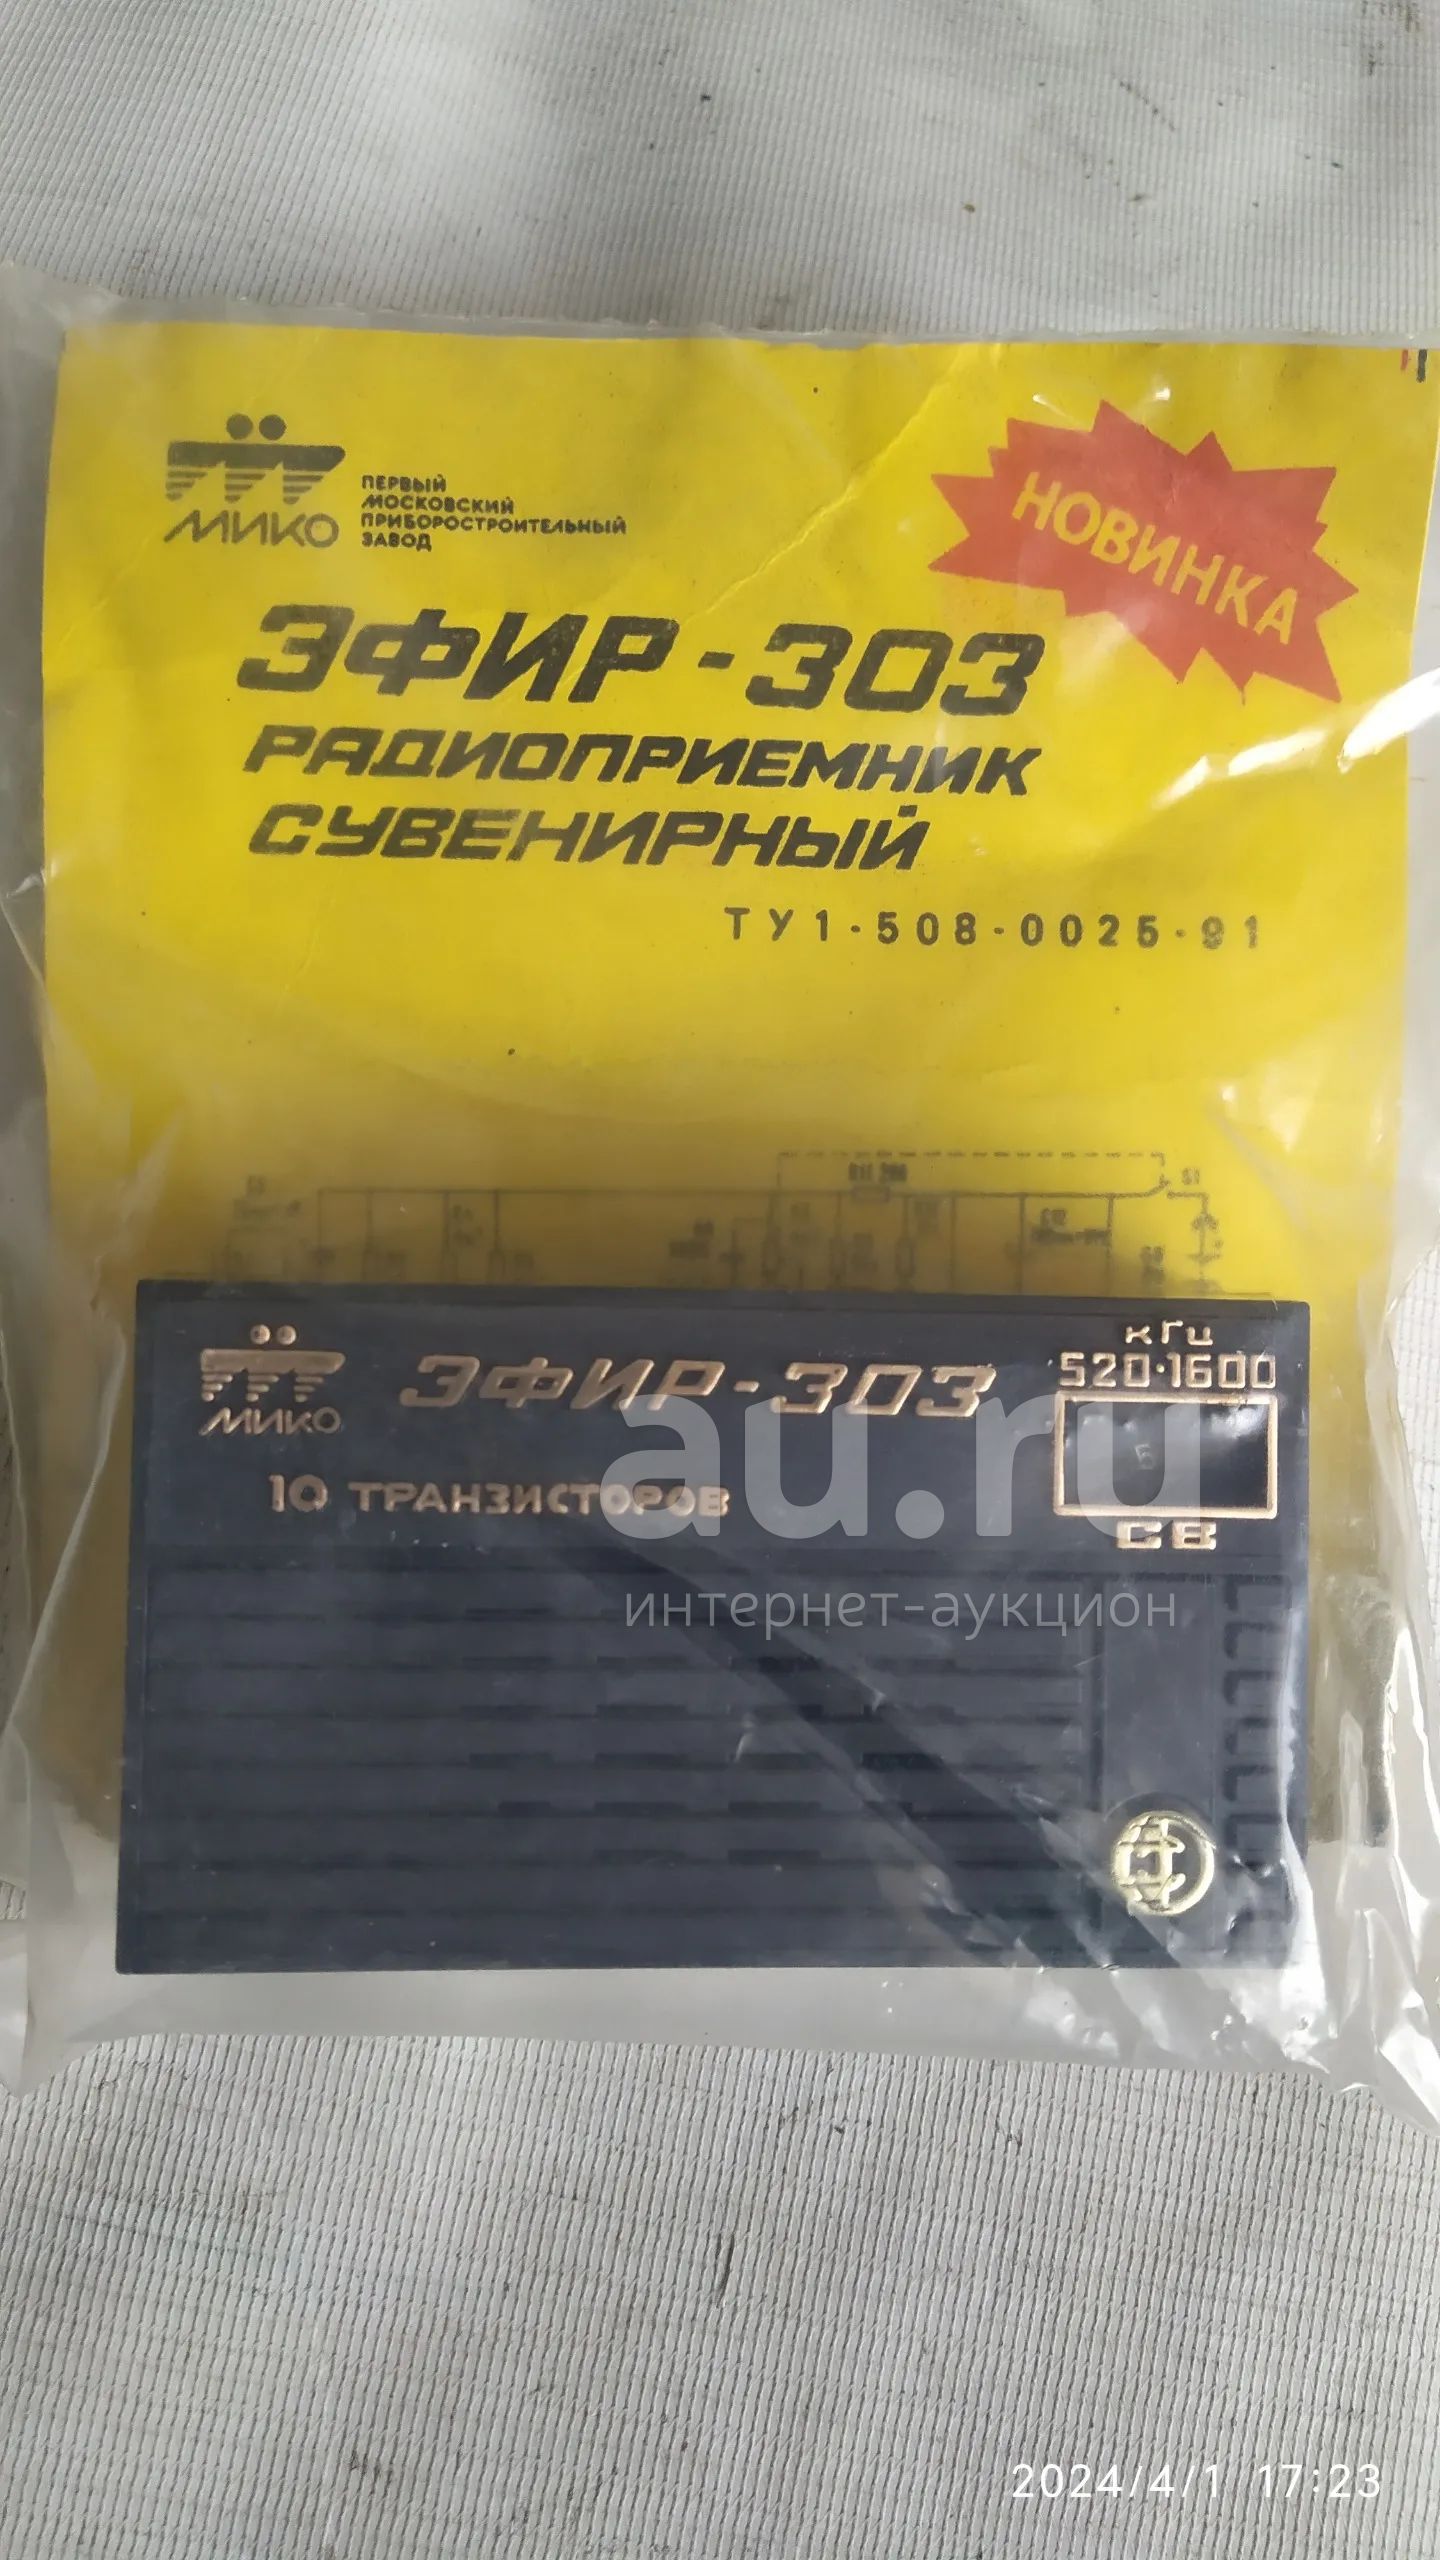 МИКО
ПЕРВЫЙ
МОСКОВСКИЙ
ПРИБОРОСТРОИТЕЛЬНЫЙ
ЗАВОД
НОВИНКА
ЭФИР-303
РАДИОПРИЕМНИК
СУВЕНИРНЫЙ
ТУ1-508-0025-91
S1
МИКО
ЭФИР-303
10 ТРАНЗИСТОРОВ
кГц
520·1600
СВ
au.ru
интернет-аукцион
2024/4/1 17:23